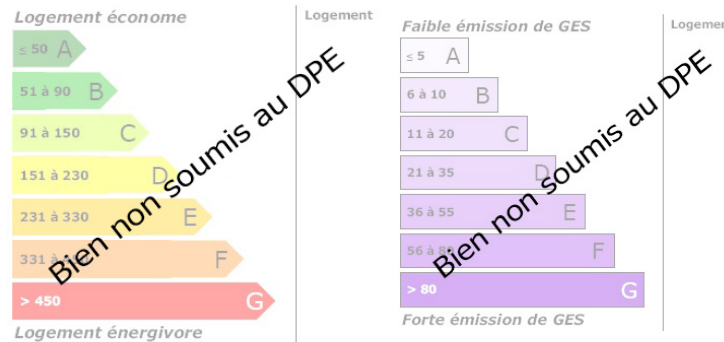 Logement économe
Logement
≤ 50 A
51 à 90 B
91 à 150 C
151 à 230 D
231 à 330 E
331 à F
> 450 G
Logement énergivore
Bien non soumis au DPE
Faible émission de GES
Logemen
≤ 5 A
6 à 10 B
11 à 20 C
21 à 35 D
36 à 55 E
56 à 80 F
> 80 G
Forte émission de GES
Bien non soumis au DPE